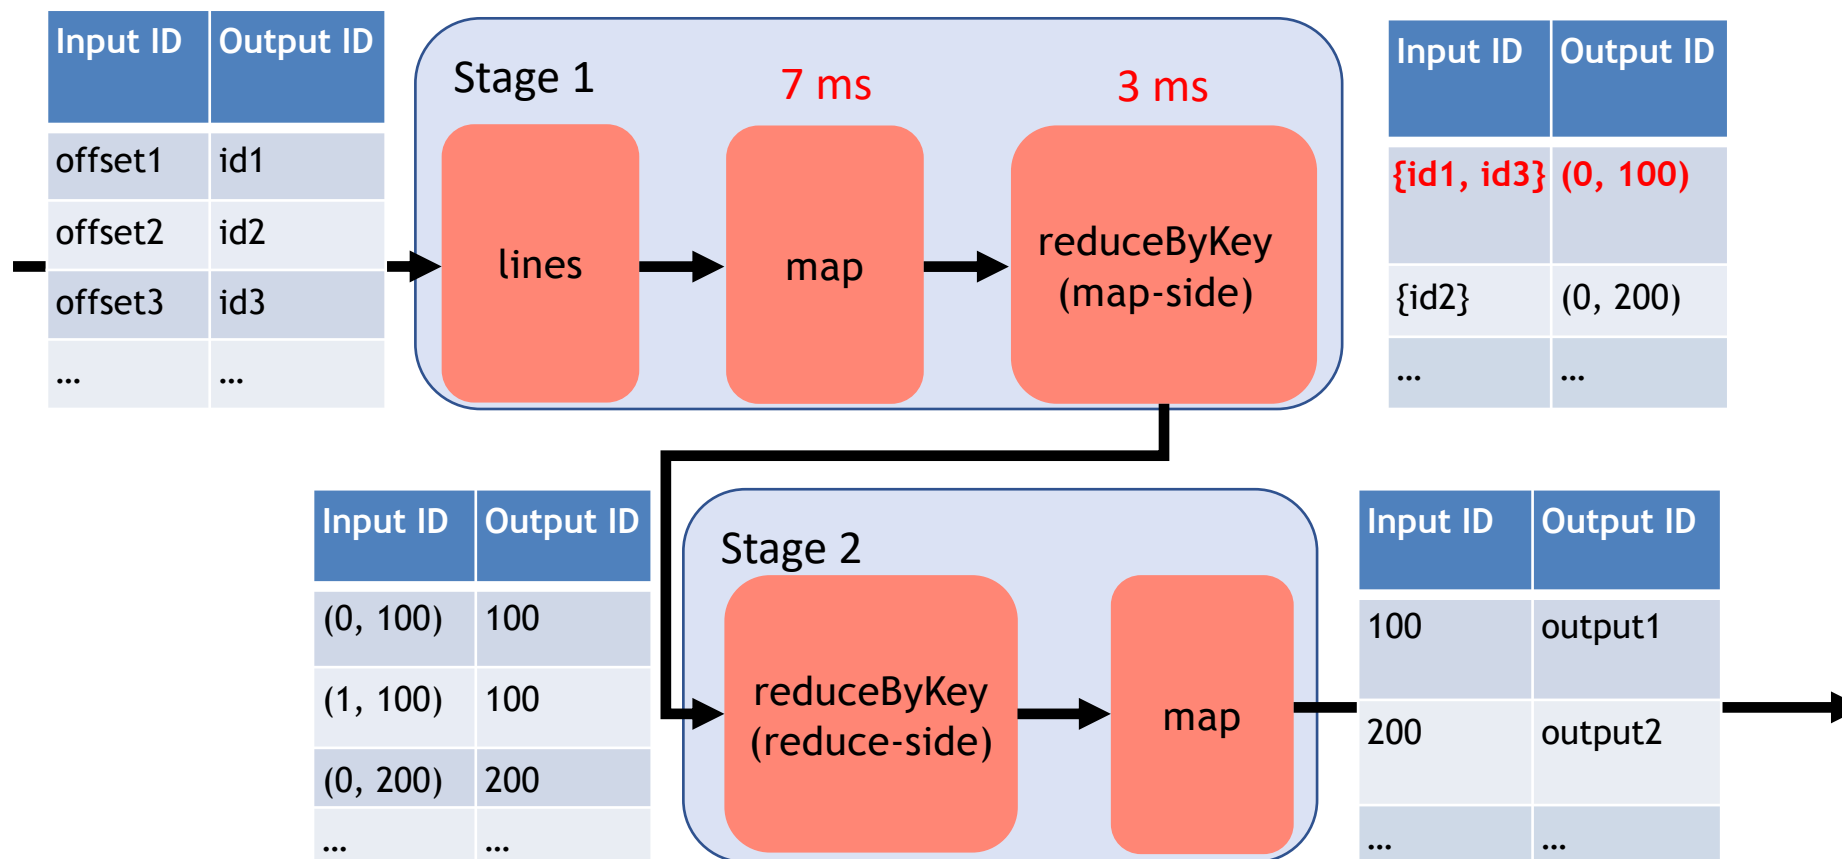 Input ID Output ID
offset1 id1
offset2 id2
offset3 id3
... ...
Stage 1
7 ms
3 ms
lines
map
reduceByKey
(map-side)
Input ID Output ID
{id1, id3} (0, 100)
{id2} (0, 200)
... ...
Input ID Output ID
(0, 100) 100
(1, 100) 100
(0, 200) 200
... ...
Stage 2
reduceByKey
(reduce-side)
map
Input ID Output ID
100 output1
200 output2
... ...